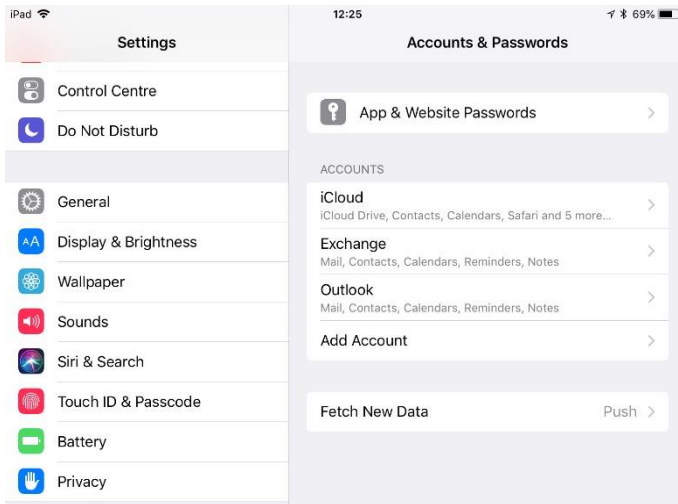 iPad 12:25 69%
Settings
Control Centre
Do Not Disturb
General
AA Display & Brightness
Wallpaper
Sounds
Siri & Search
Touch ID & Passcode
Battery
Privacy
Accounts & Passwords
App & Website Passwords
ACCOUNTS
iCloud
iCloud Drive, Contacts, Calendars, Safari and 5 more...
Exchange
Mail, Contacts, Calendars, Reminders, Notes
Outlook
Mail, Contacts, Calendars, Reminders, Notes
Add Account
Fetch New Data Push